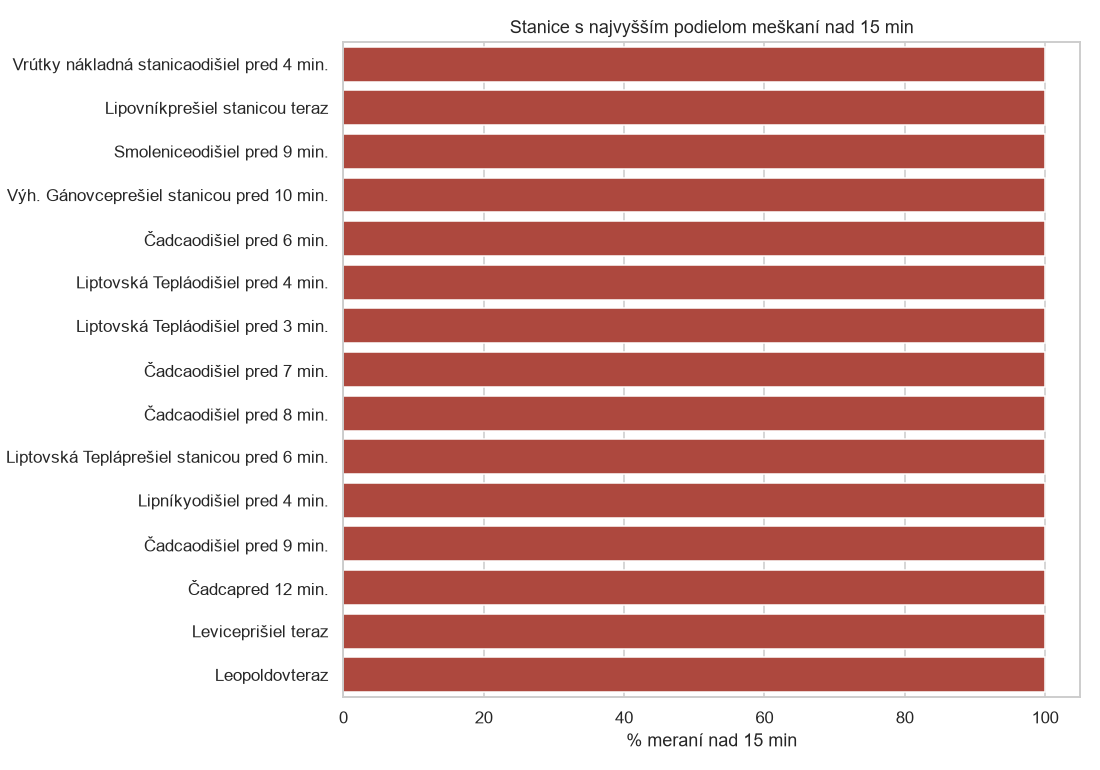 Stanice s najvyšším podielom meškaní nad 15 min
Vrútky nákladná stanicaodišiel pred 4 min.
Lipovníkprešiel stanicou teraz
Smoleniceodišiel pred 9 min.
Výh. Gánovceprešiel stanicou pred 10 min.
Čadcaodišiel pred 6 min.
Liptovská Tepláodišiel pred 4 min.
Liptovská Tepláodišiel pred 3 min.
Čadcaodišiel pred 7 min.
Čadcaodišiel pred 8 min.
Liptovská Tepláprešiel stanicou pred 6 min.
Lipníkyodišiel pred 4 min.
Čadcaodišiel pred 9 min.
Čadcapred 12 min.
Leviceprišiel teraz
Leopoldovteraz
0 20 40 60 80 100
% meraní nad 15 min